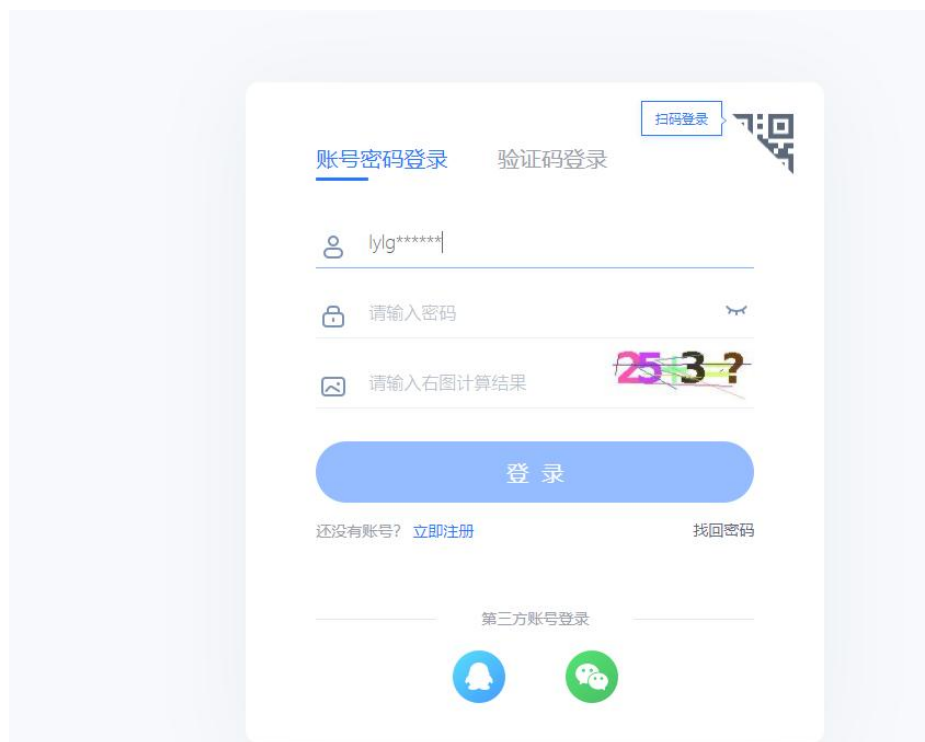 扫码登录
账号密码登录 验证码登录
lylg******
请输入密码
请输入右图计算结果
登 录
还没有账号? 立即注册 找回密码
第三方账号登录